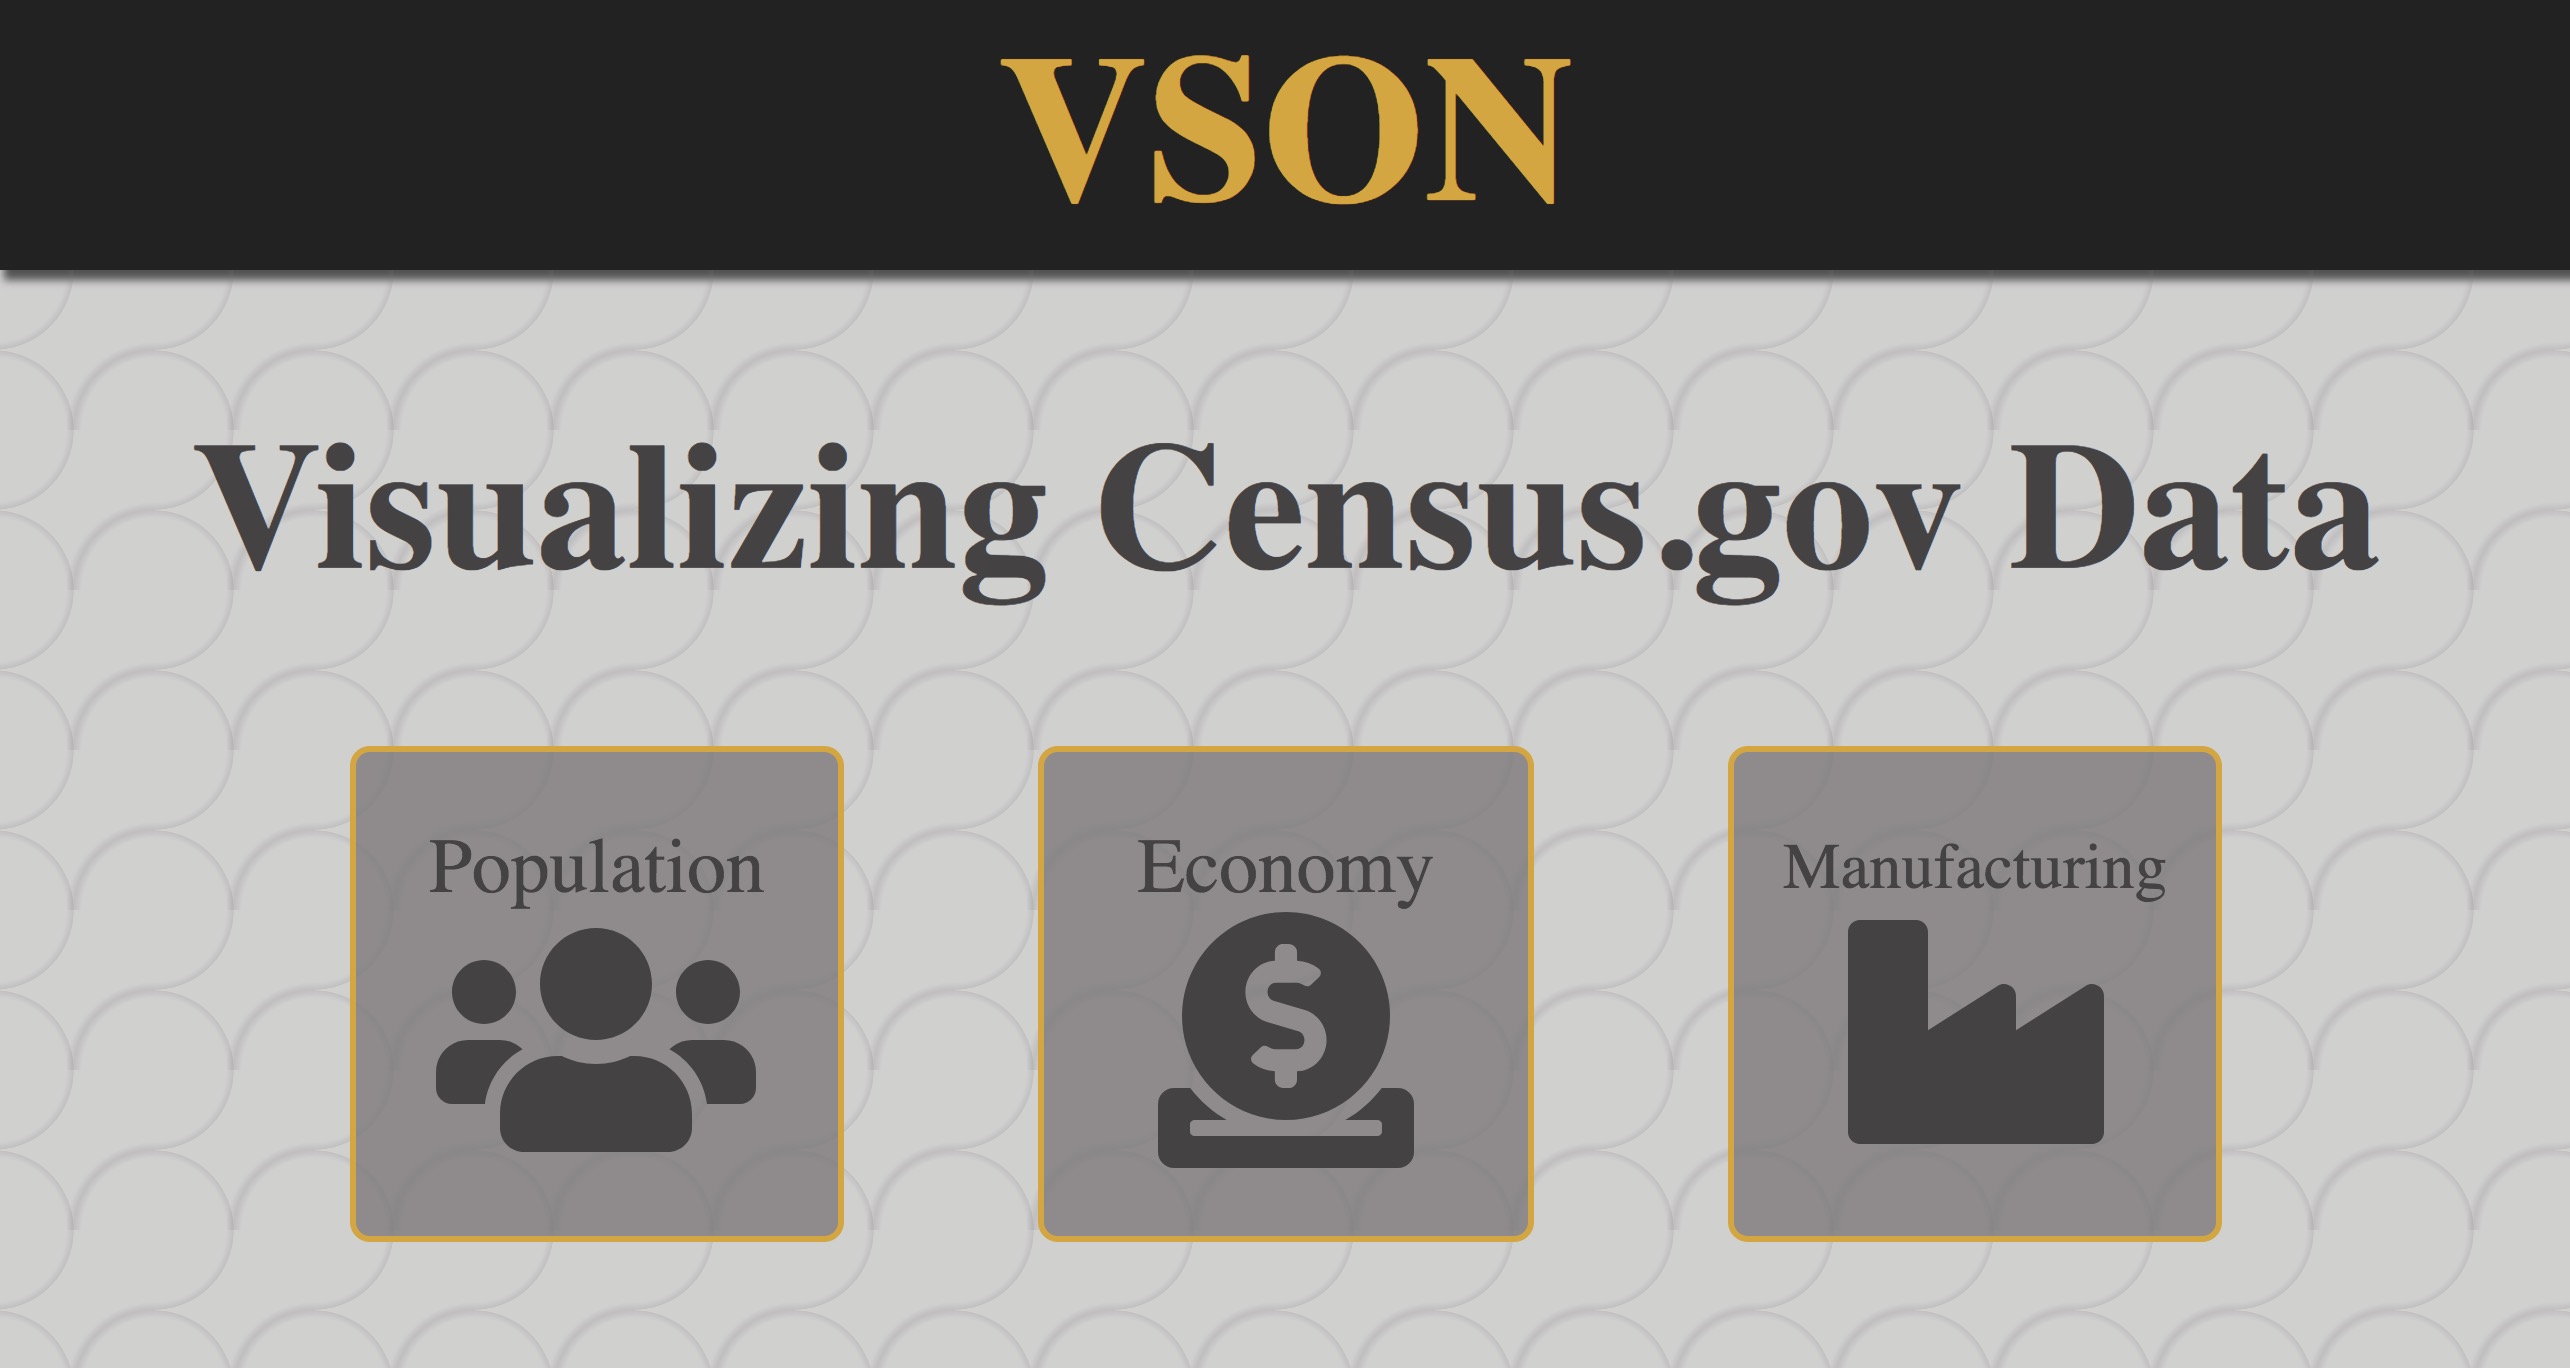 VSON
Visualizing Census.gov Data
Population
Economy
Manufacturing
$